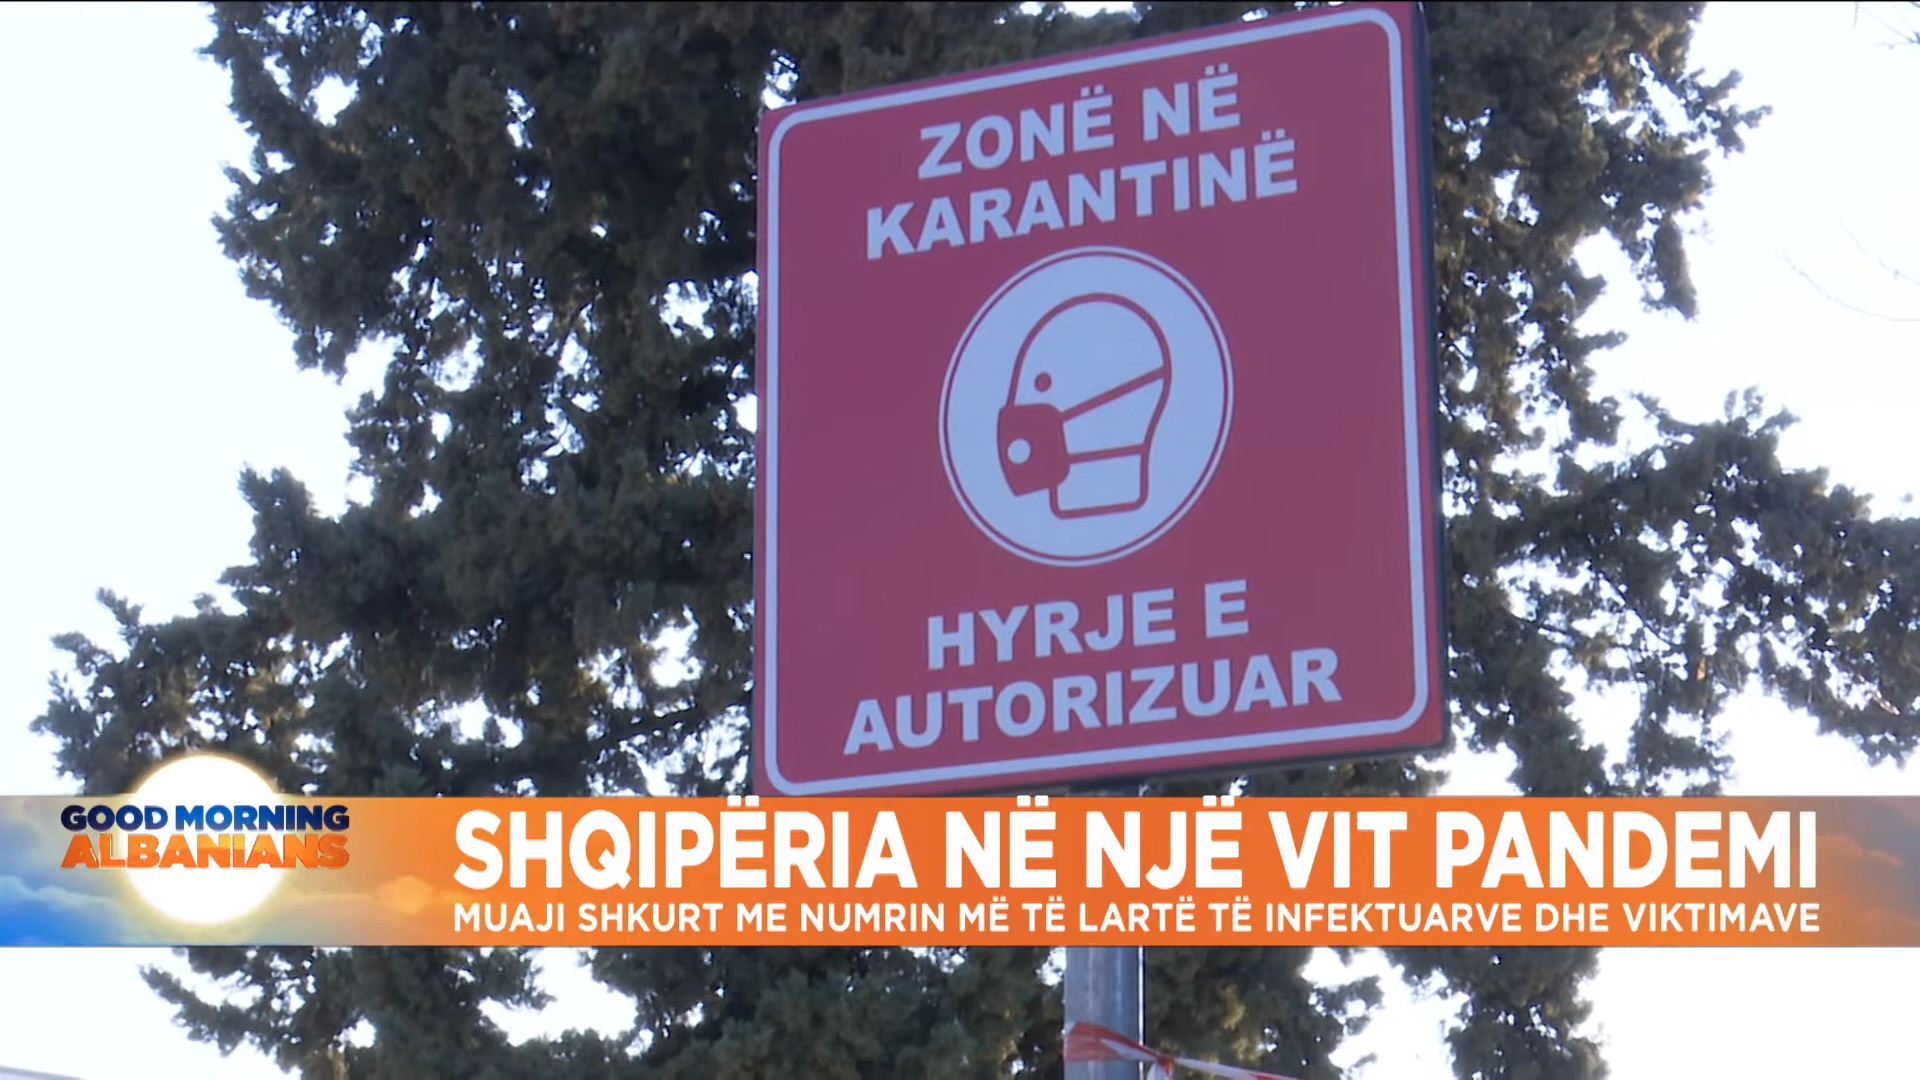 ZONË NË
KARANTINË
HYRJE E
AUTORIZUAR
GOOD MORNING
ALBANIANS
SHQIPËRIA NË NJË VIT PANDEMI
MUAJI SHKURT ME NUMRIN MË TË LARTË TË INFEKTUARVE DHE VIKTIMAVE